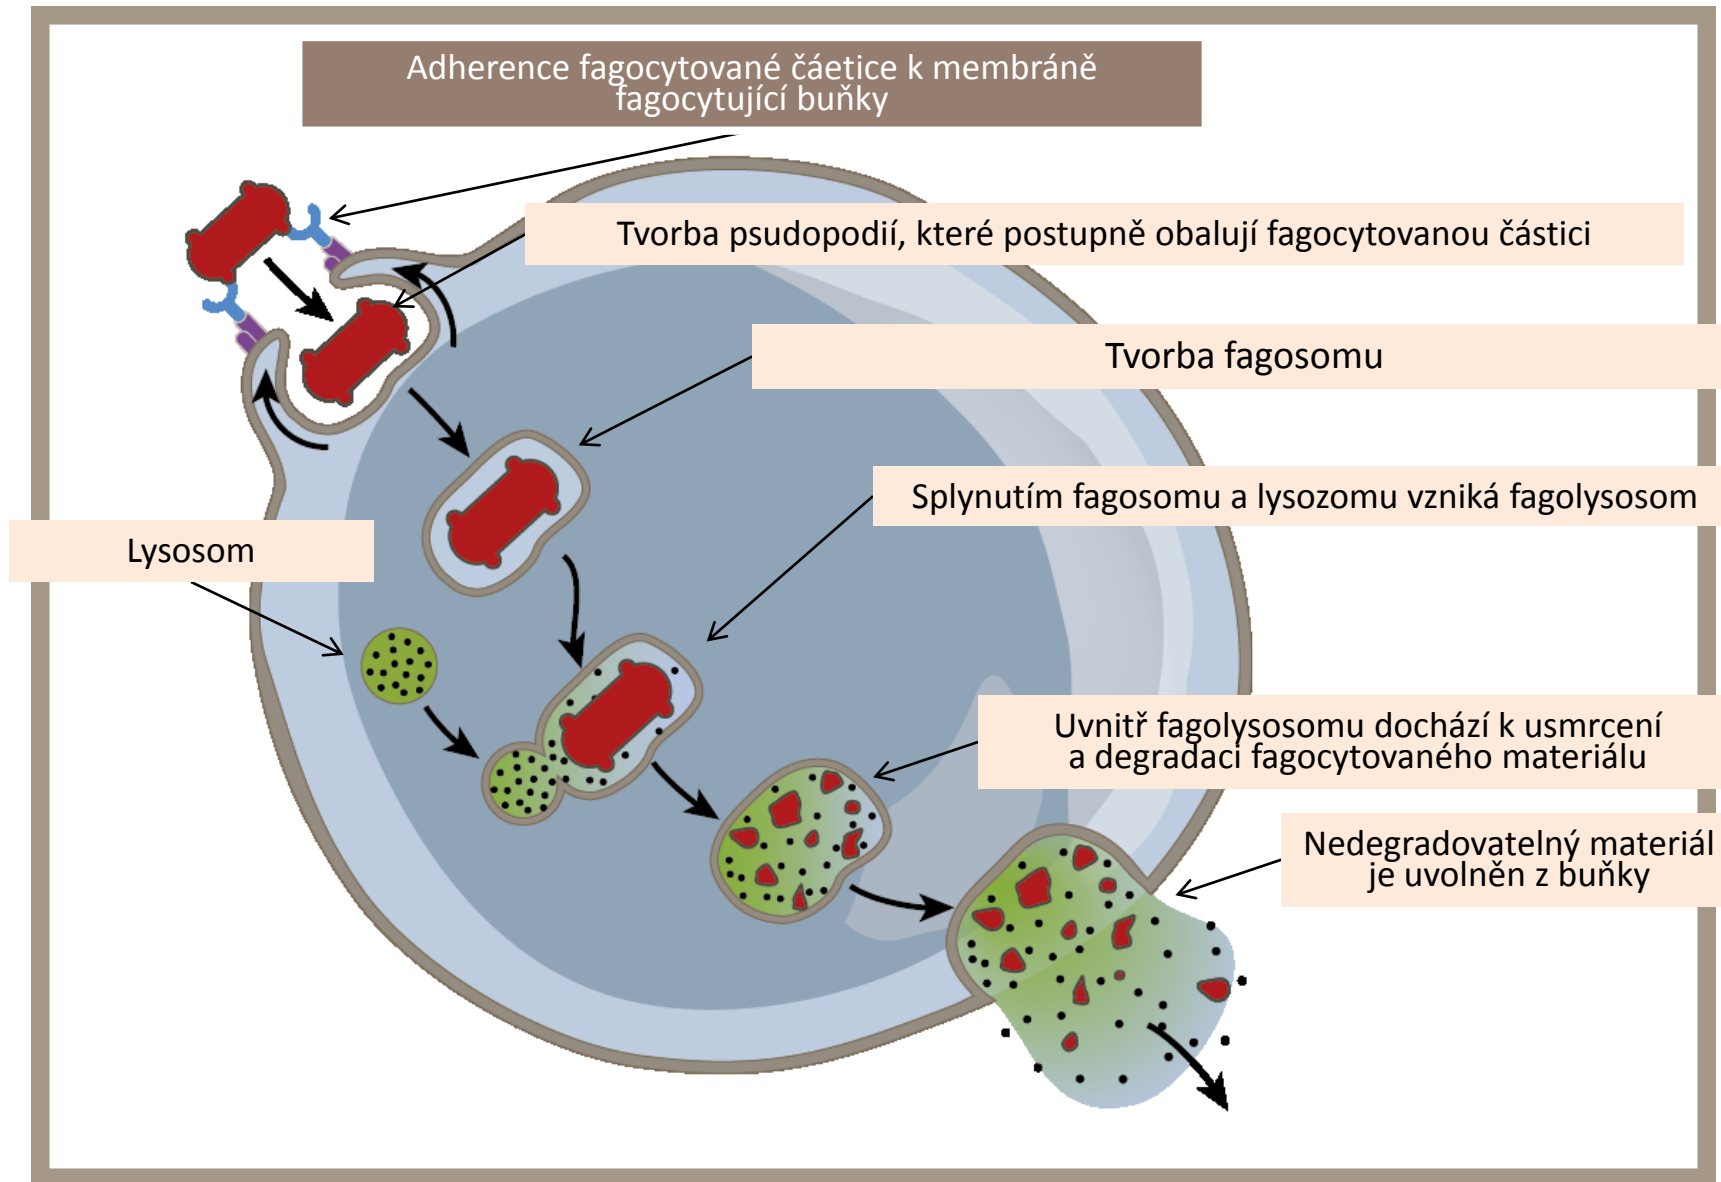 Adherence fagocytované čáetice k membráně
fagocytující buňky
Tvorba psudopodií, které postupně obalují fagocytovanou částici
Tvorba fagosomu
Splynutím fagosomu a lysozomu vzniká fagolysosom
Lysosom
Uvnitř fagolysosomu dochází k usmrcení
a degradaci fagocytovaného materiálu
Nedegradovatelný materiál
je uvolněn z buňky